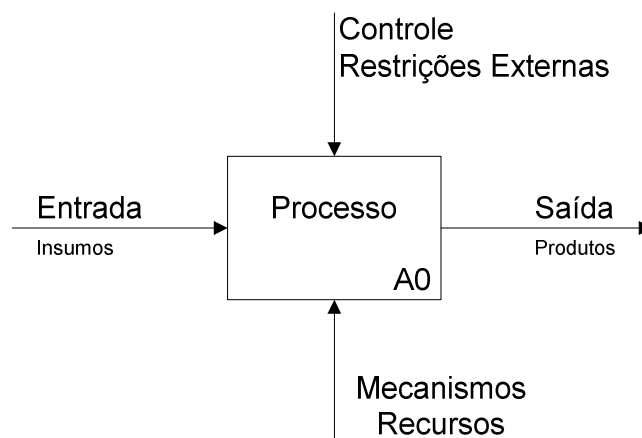 Controle
Restrições Externas
Entrada
Insumos
Processo
A0
Saída
Produtos
Mecanismos
Recursos